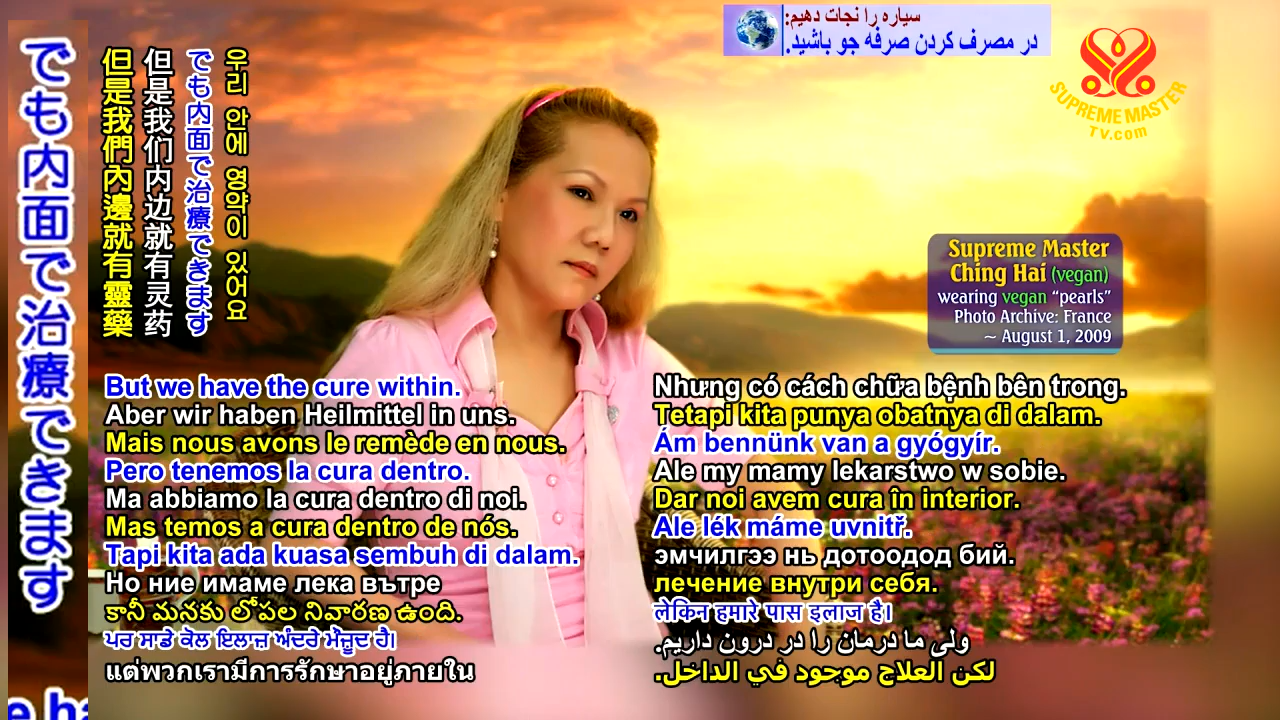 でも内面で治療できます
但是我們內邊就有靈藥
但是我们内边就有灵药
でも内面で治療できます
우리 안에 영약이 있어요
سیاره را نجات دهیم:
در مصرف کردن صرفه جو باشید.
SUPREME MASTER
TV.com
Supreme Master
Ching Hai (vegan)
wearing vegan “pearls”
Photo Archive: France
~ August 1, 2009
But we have the cure within.
Aber wir haben Heilmittel in uns.
Mais nous avons le remède en nous.
Pero tenemos la cura dentro.
Ma abbiamo la cura dentro di noi.
Mas temos a cura dentro de nós.
Tapi kita ada kuasa sembuh di dalam.
Но ние имаме лека вътре
కానీ మనకు లోపల నివారణ ఉంది.
ਪਰ ਸਾਡੇ ਕੋਲ ਇਲਾਜ਼ ਅੰਦਰੇ ਮੌਜੂਦ ਹੈ।
แต่พวกเรามีการรักษาอยู่ภายใน
Nhưng có cách chữa bệnh bên trong.
Tetapi kita punya obatnya di dalam.
Ám bennünk van a gyógyír.
Ale my mamy lekarstwo w sobie.
Dar noi avem cura în interior.
Ale lék máme uvnitř.
эмчилгээ нь дотоодод бий.
лечение внутри себя.
लेकिन हमारे पास इलाज है।
ولی ما درمان را در درون داریم.
لكن العلاج موجود في الداخل.